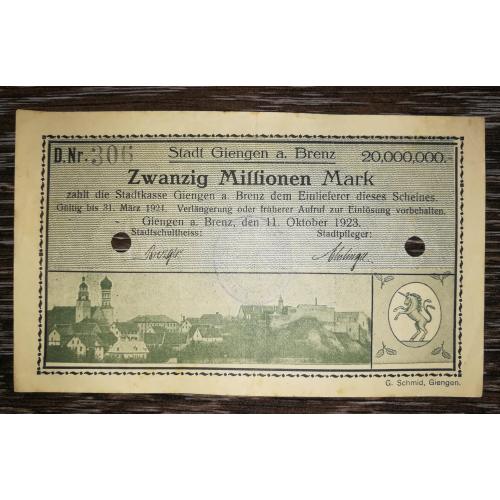 D.Nr. 306 Stadt Giengen a. Brenz 20,000,000.-
Zwanzig Millionen Mark
zahlt die Stadtkasse Giengen a. Brenz dem Einlieferer dieses Scheines.
Gültig bis 31. März 1924. Verlängerung oder früherer Aufruf zur Einlösung vorbehalten.
Giengen a. Brenz, den 11. Oktober 1923.
Stadtschultheiss: Stadtpfleger:
G. Schmid, Giengen.